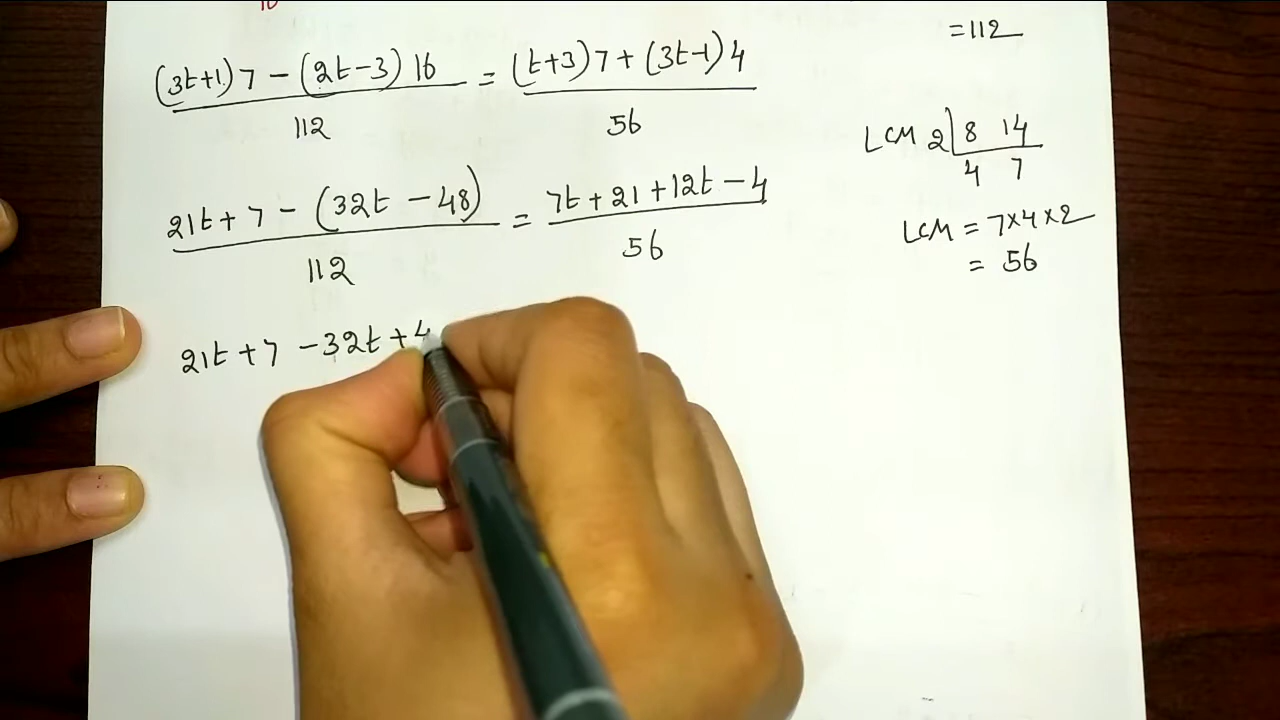 =112
(3t+1)7 - (2t-3)16 = (t+3)7 + (3t-1)4
112 56
LCM 2 8 14
4 7
21t + 7 - (32t - 48) = 7t + 21 + 12t - 4
112 56
LCM = 7×4×2
= 56
21t + 7 - 32t + 4